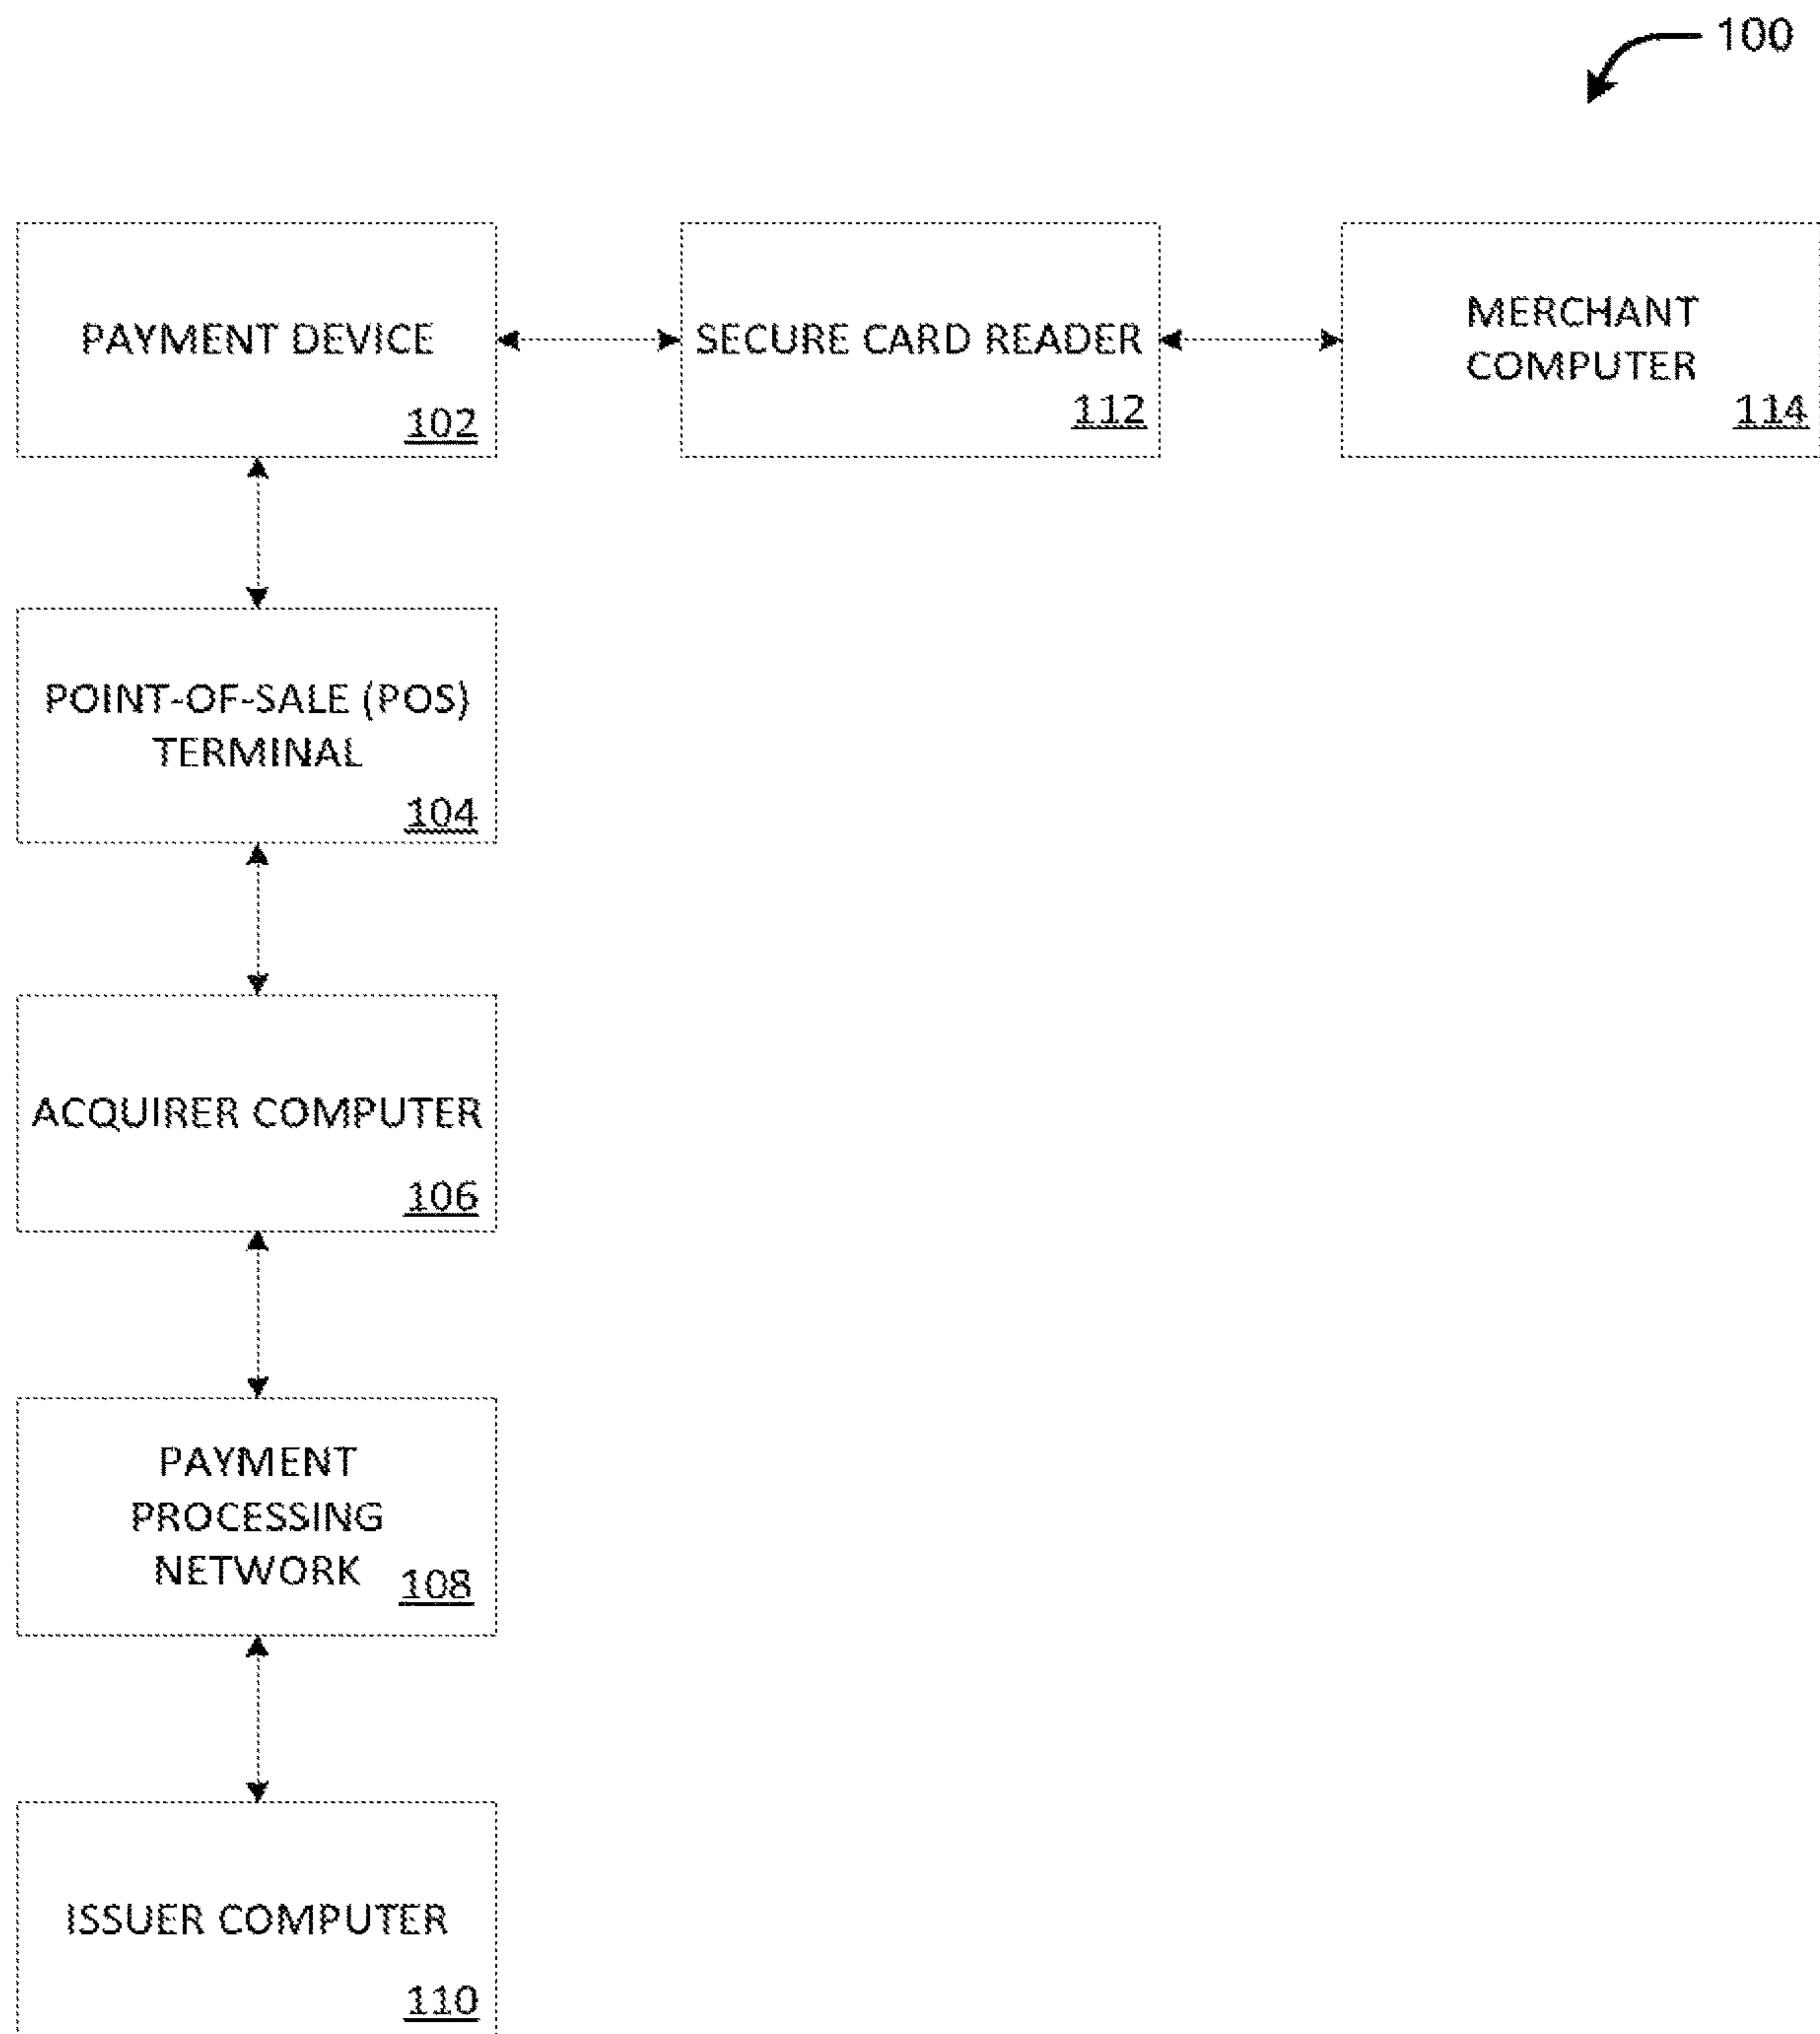 100
PAYMENT DEVICE
102
SECURE CARD READER
112
MERCHANT
COMPUTER
114
POINT-OF-SALE (POS)
TERMINAL
104
ACQUIRER COMPUTER
106
PAYMENT
PROCESSING
NETWORK
108
ISSUER COMPUTER
110